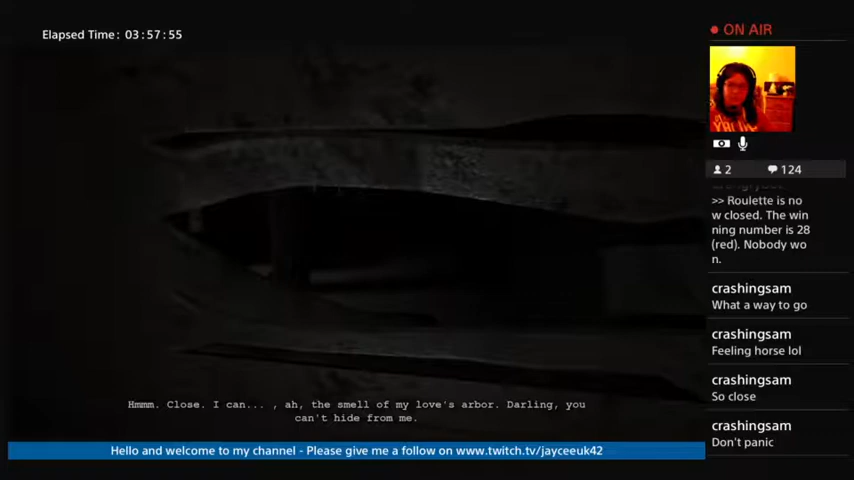 Elapsed Time: 03:57:55
ON AIR
2
124
>> Roulette is no
w closed. The win
ning number is 28
(red). Nobody wo
n.
crashingsam
What a way to go
crashingsam
Feeling horse lol
crashingsam
So close
crashingsam
Don't panic
Hmmm. Close. I can... , ah, the smell of my love's arbor. Darling, you
can't hide from me.
Hello and welcome to my channel - Please give me a follow on www.twitch.tv/jayceeuk42